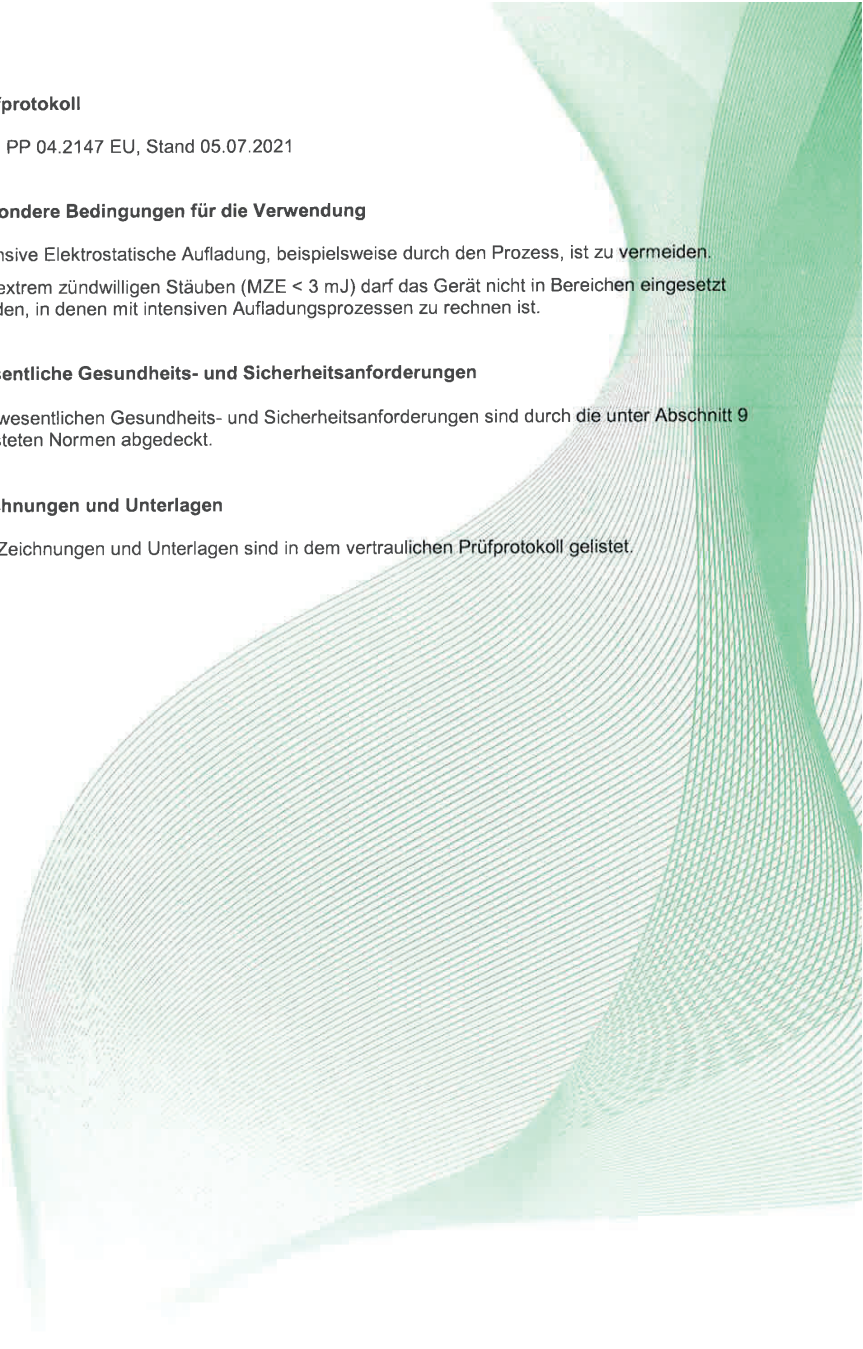 fprotokoll
PP 04.2147 EU, Stand 05.07.2021
ondere Bedingungen für die Verwendung
nsive Elektrostatische Aufladung, beispielsweise durch den Prozess, ist zu vermeiden.
extrem zündwilligen Stäuben (MZE < 3 mJ) darf das Gerät nicht in Bereichen eingesetzt
den, in denen mit intensiven Aufladungsprozessen zu rechnen ist.
sentliche Gesundheits- und Sicherheitsanforderungen
wesentlichen Gesundheits- und Sicherheitsanforderungen sind durch die unter Abschnitt 9
steten Normen abgedeckt.
chnungen und Unterlagen
Zeichnungen und Unterlagen sind in dem vertraulichen Prüfprotokoll gelistet.